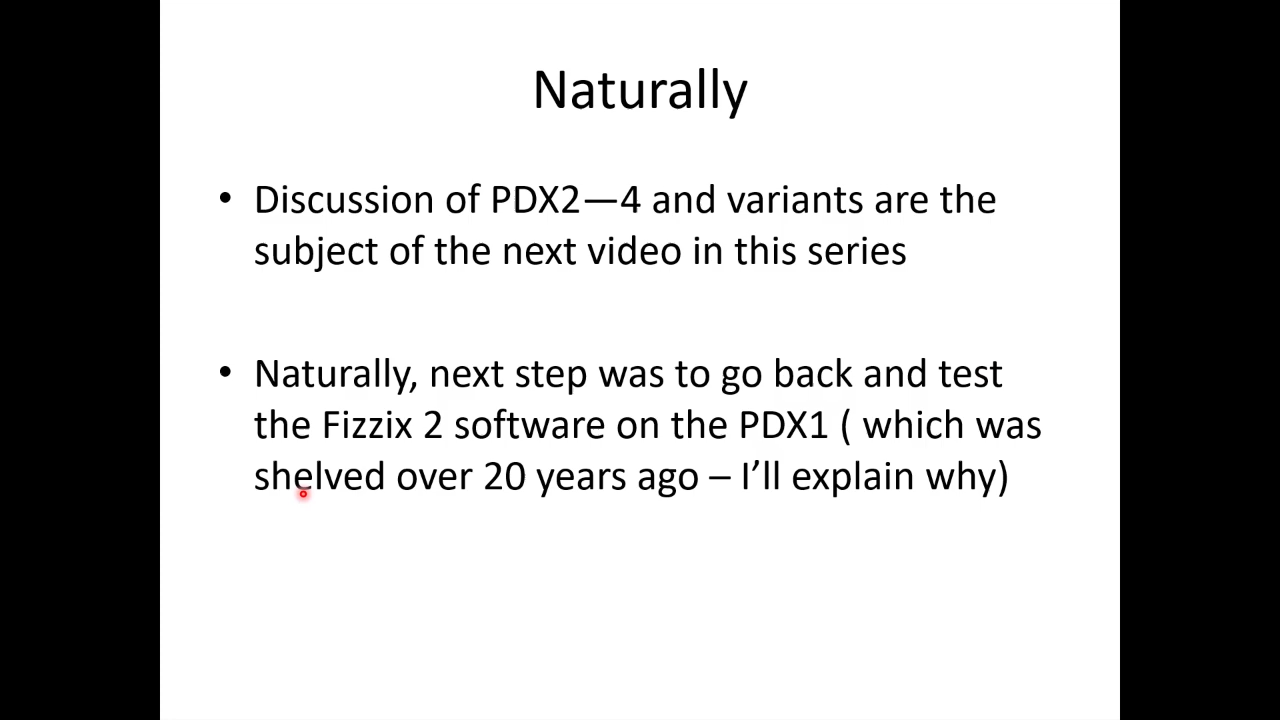 Naturally
• Discussion of PDX2—4 and variants are the
subject of the next video in this series
• Naturally, next step was to go back and test
the Fizzix 2 software on the PDX1 ( which was
shelved over 20 years ago – I’ll explain why)